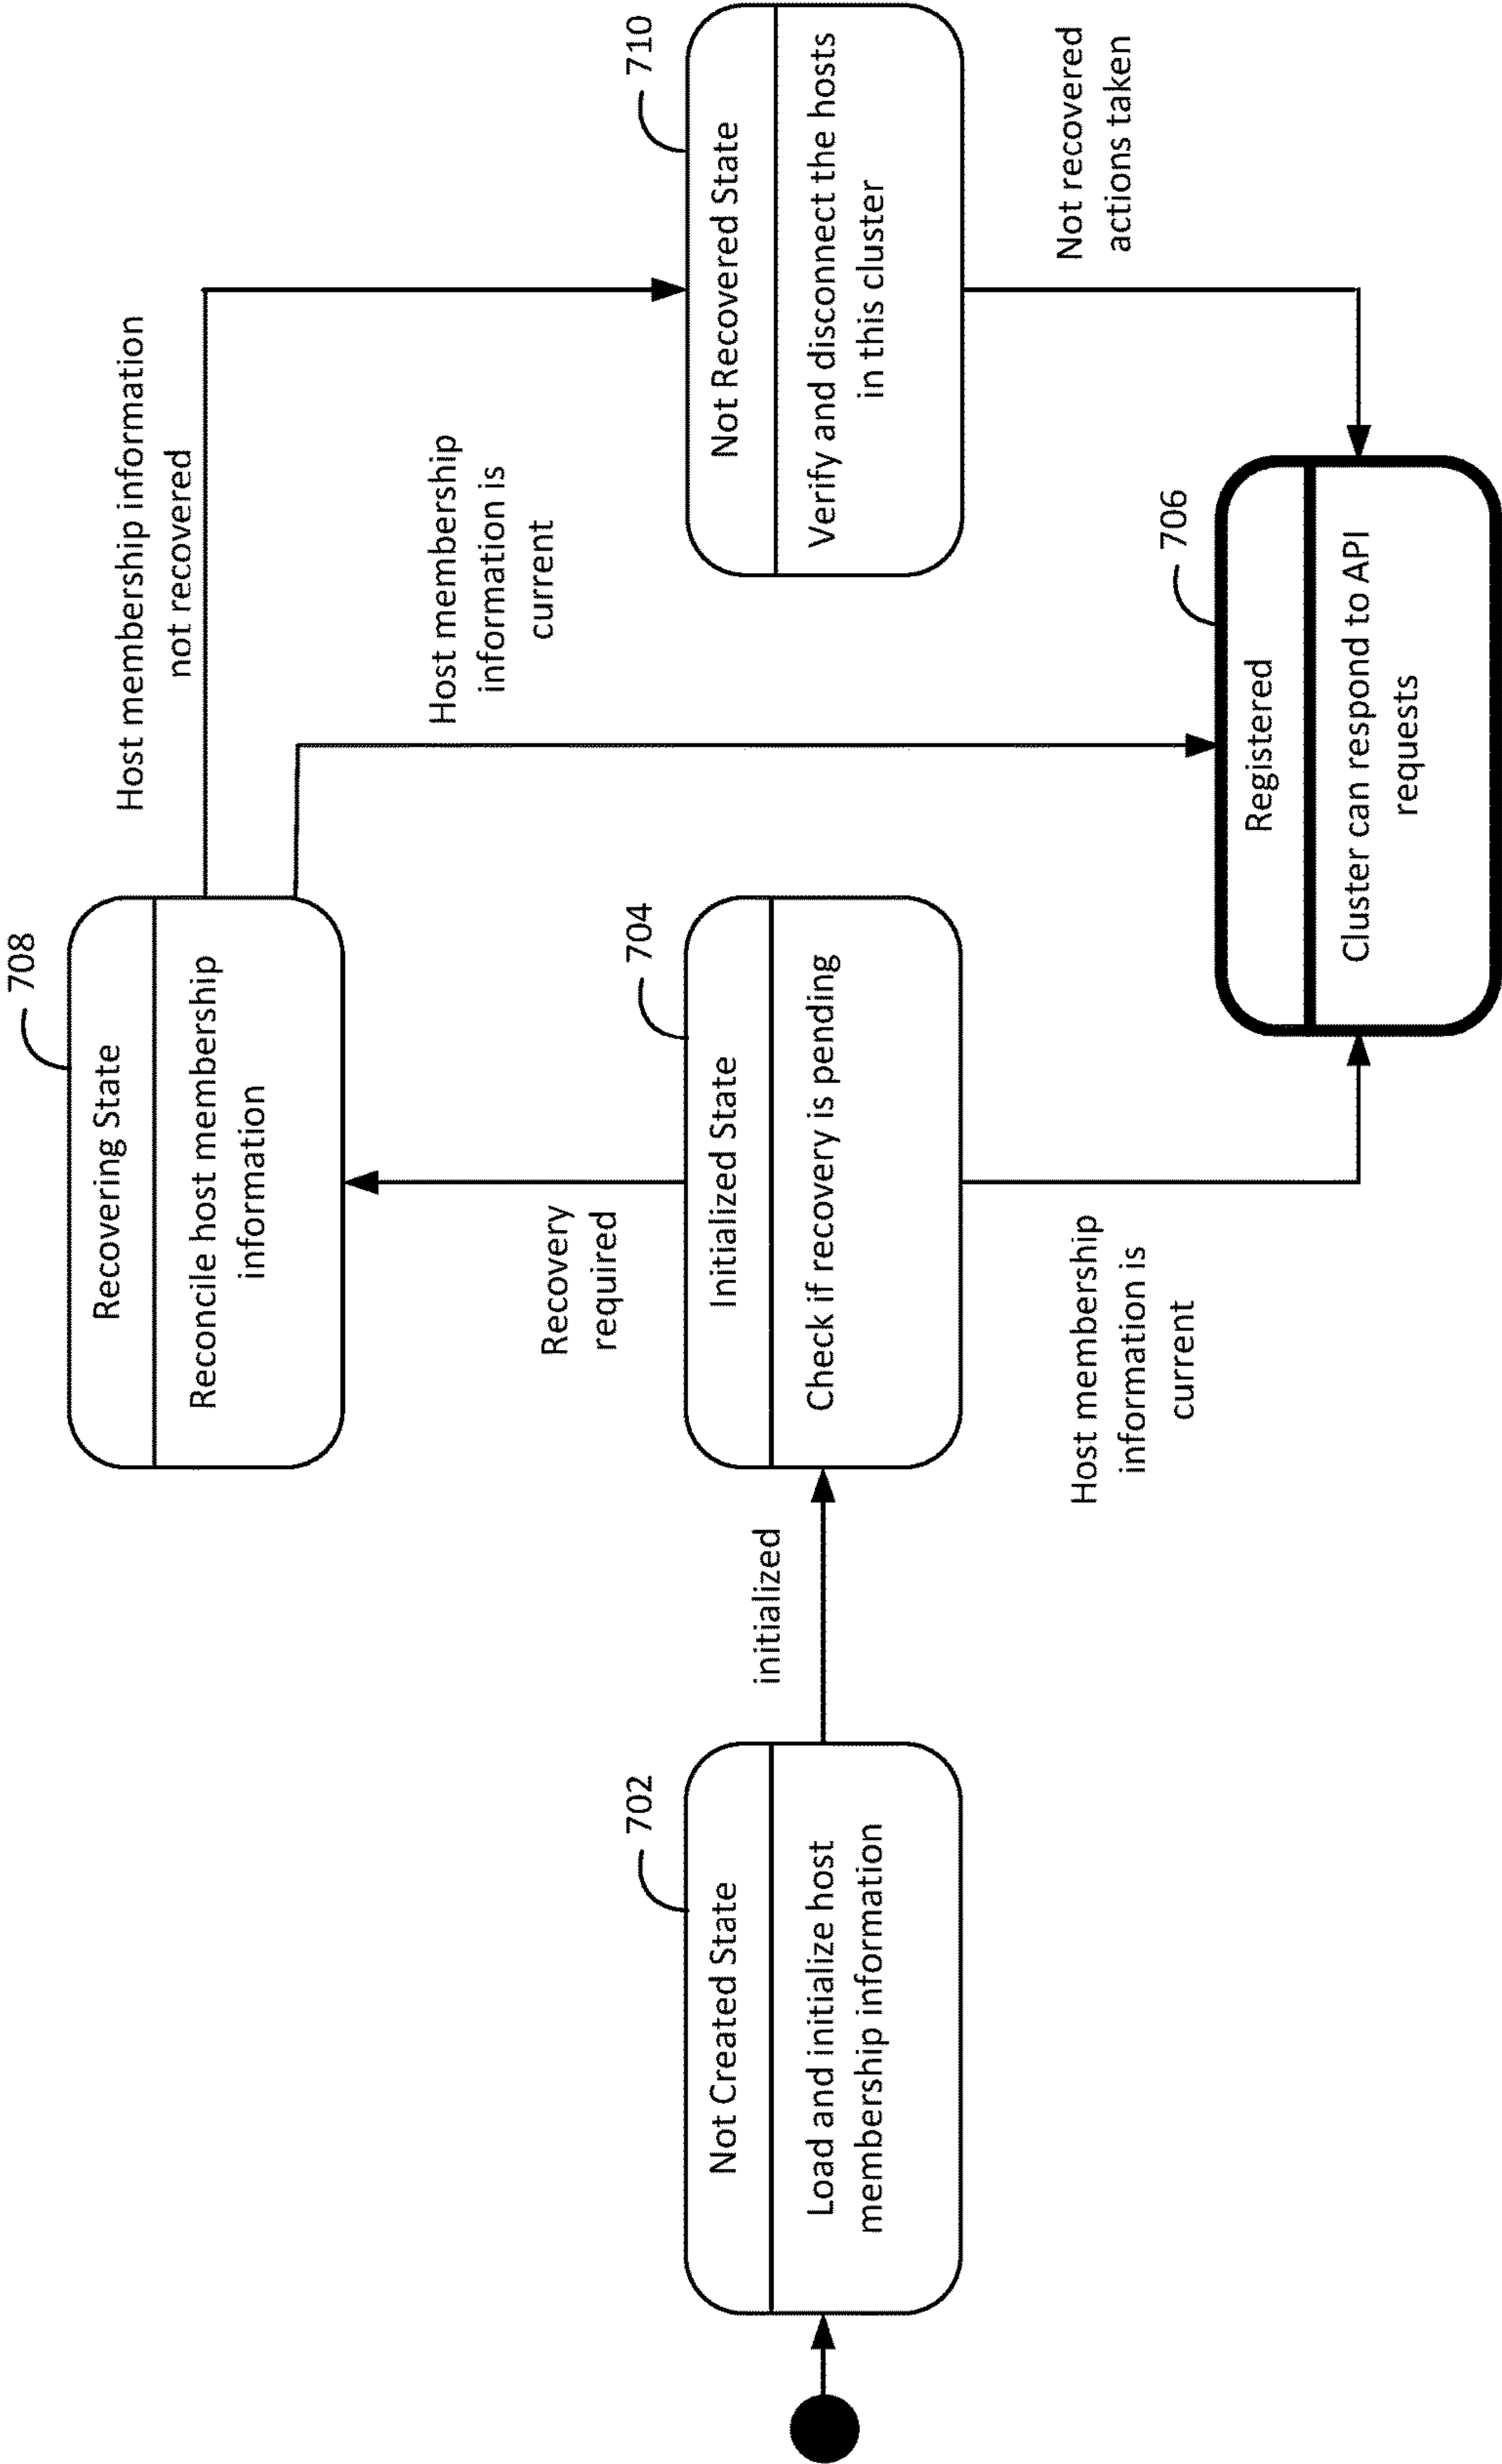 708
Recovering State
Reconcile host membership
information
Host membership information
not recovered
Host membership
information is
current
Recovery
required
702
Not Created State
Load and initialize host
membership information
initialized
704
Initialized State
Check if recovery is pending
710
Not Recovered State
Verify and disconnect the hosts
in this cluster
Host membership
information is
current
Not recovered
actions taken
706
Registered
Cluster can respond to API
requests